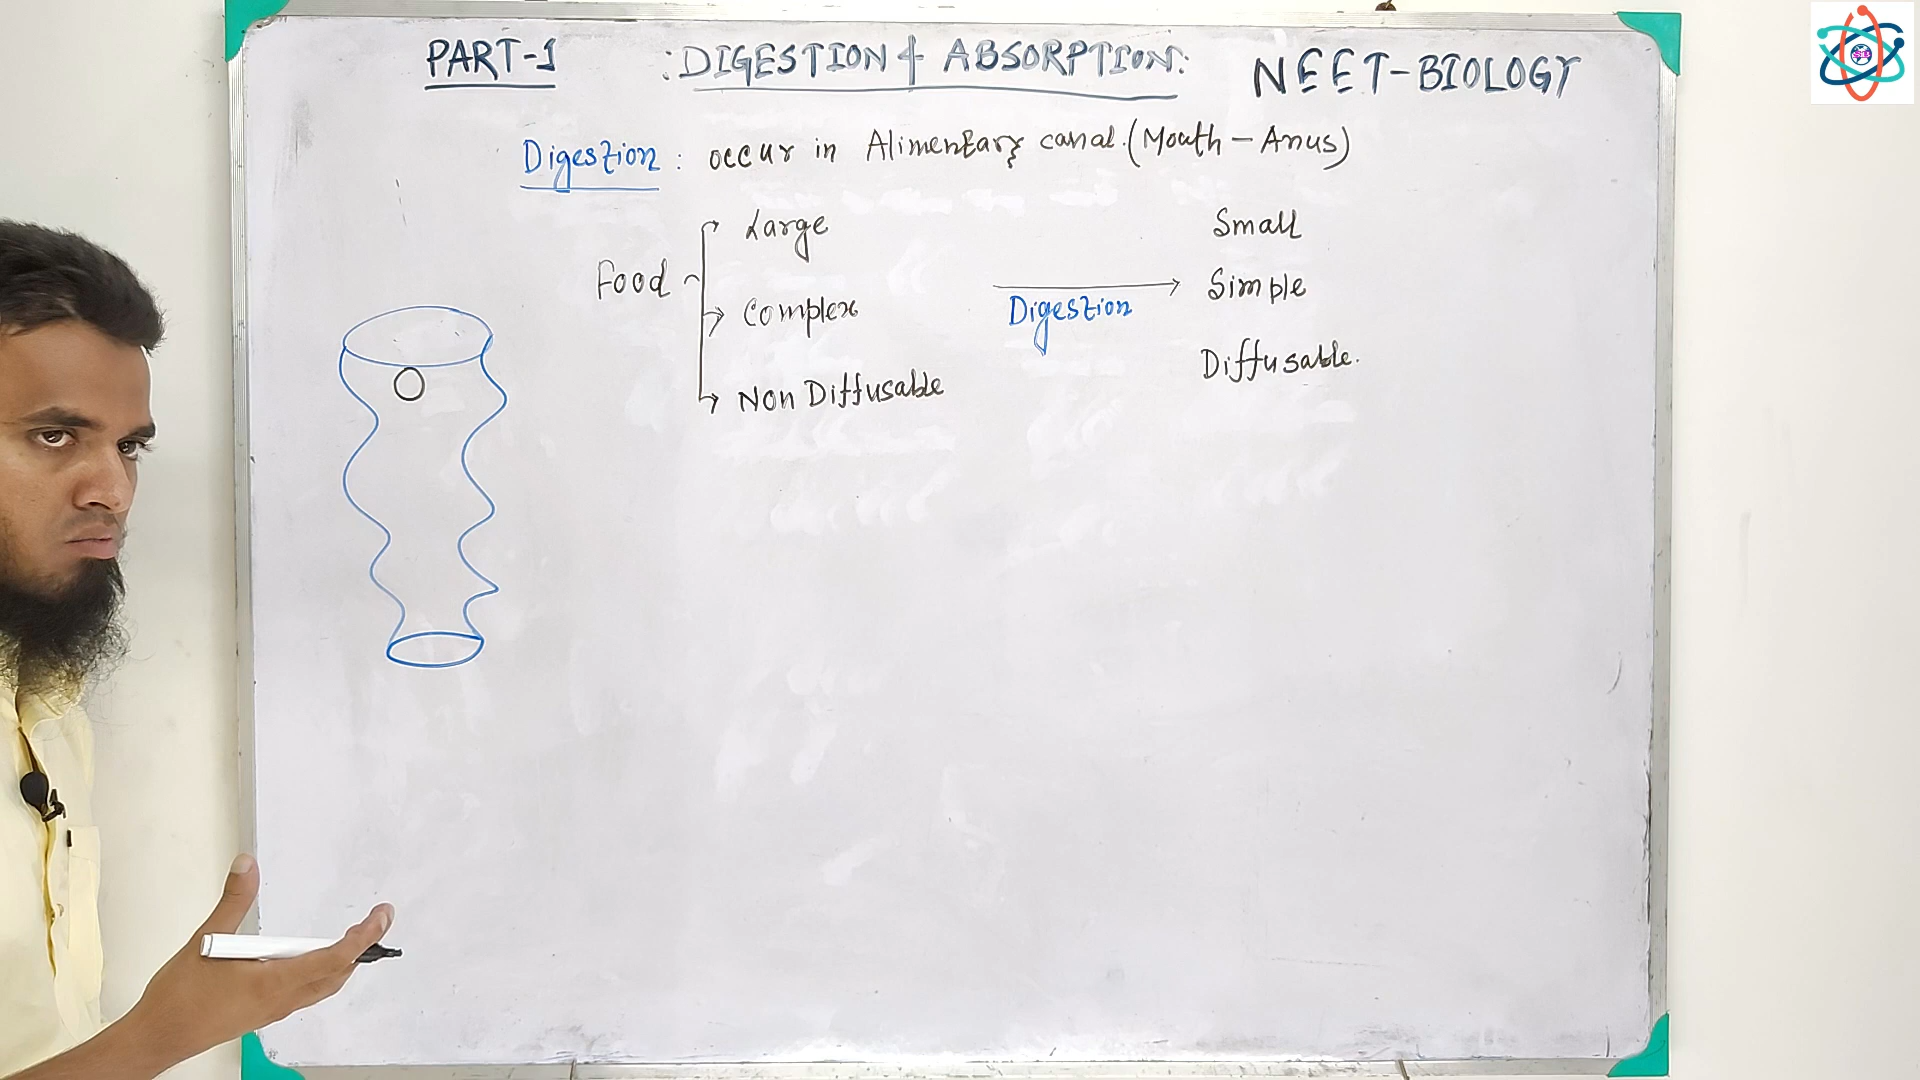 PART-1 : DIGESTION & ABSORPTION: NEET-BIOLOGY
Digestion : occur in Alimentary canal. (Mouth - Anus)
Large Small
Food Simple
Complex Digestion
Diffusable.
Non Diffusable